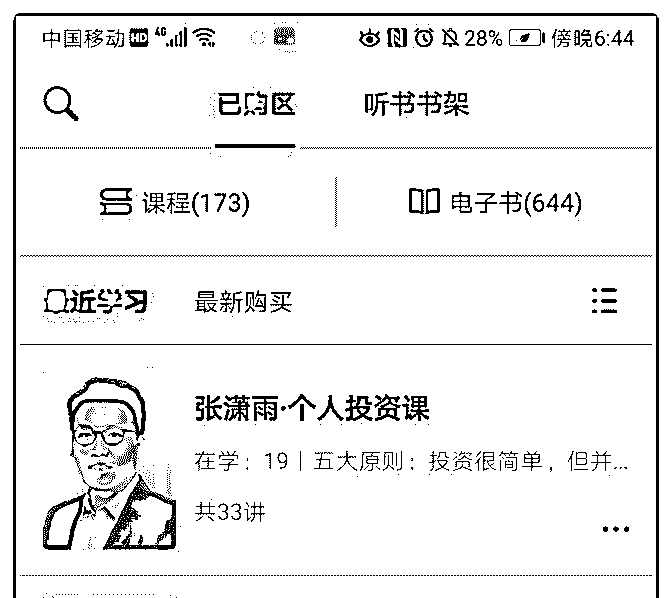 中国移动 HD 4G 28% 傍晚6:44
已购区 听书书架
课程(173) 电子书(644)
最近学习 最新购买
张潇雨·个人投资课
在学：19 | 五大原则：投资很简单，但并...
共33讲